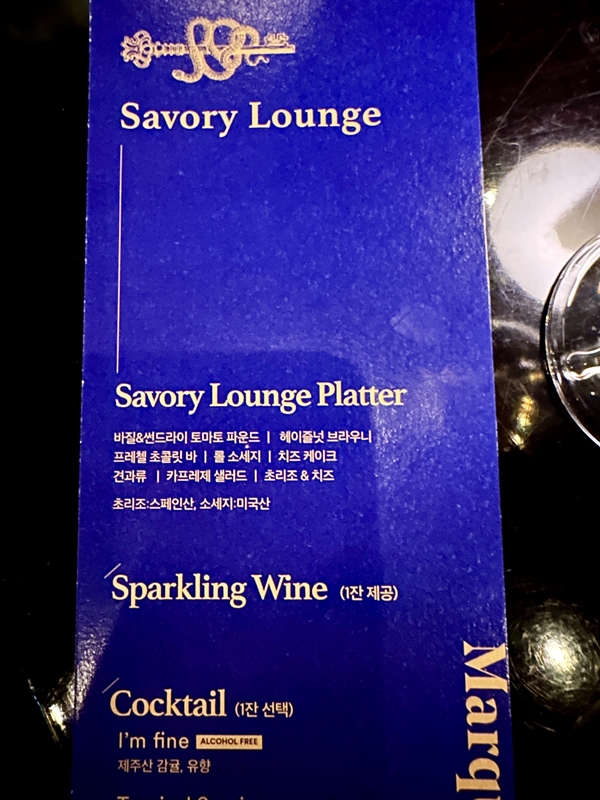 Savory Lounge
Savory Lounge Platter
바질&썬드라이 토마토 파운드 | 헤이즐넛 브라우니
프레첼 초콜릿 바 | 롤 소세지 | 치즈 케이크
견과류 | 카프레제 샐러드 | 초리조 & 치즈
초리조:스페인산, 소세지:미국산
Sparkling Wine (1잔 제공)
Cocktail (1잔 선택)
I'm fine ALCOHOL FREE
제주산 감귤, 유향
Marq